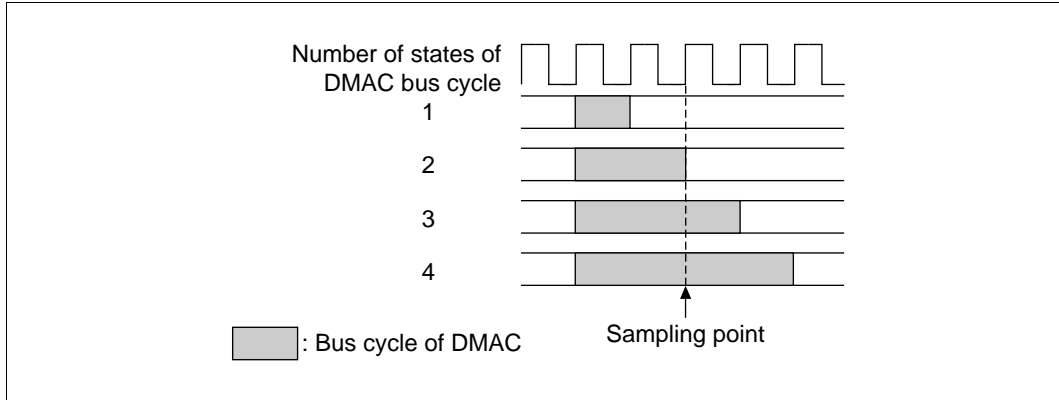 Number of states of
DMAC bus cycle
1
2
3
4
Sampling point
: Bus cycle of DMAC